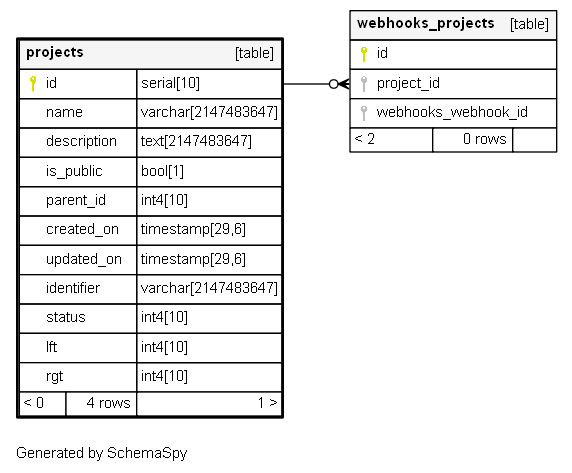 projects [table]
id serial[10]
name varchar[2147483647]
description text[2147483647]
is_public bool[1]
parent_id int4[10]
created_on timestamp[29,6]
updated_on timestamp[29,6]
identifier varchar[2147483647]
status int4[10]
lft int4[10]
rgt int4[10]
< 0 4 rows 1 >
webhooks_projects [table]
id
project_id
webhooks_webhook_id
< 2 0 rows
Generated by SchemaSpy